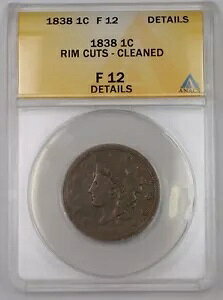 1838 1C F 12 DETAILS
1838 1C
RIM CUTS - CLEANED
F 12
DETAILS
ANACS